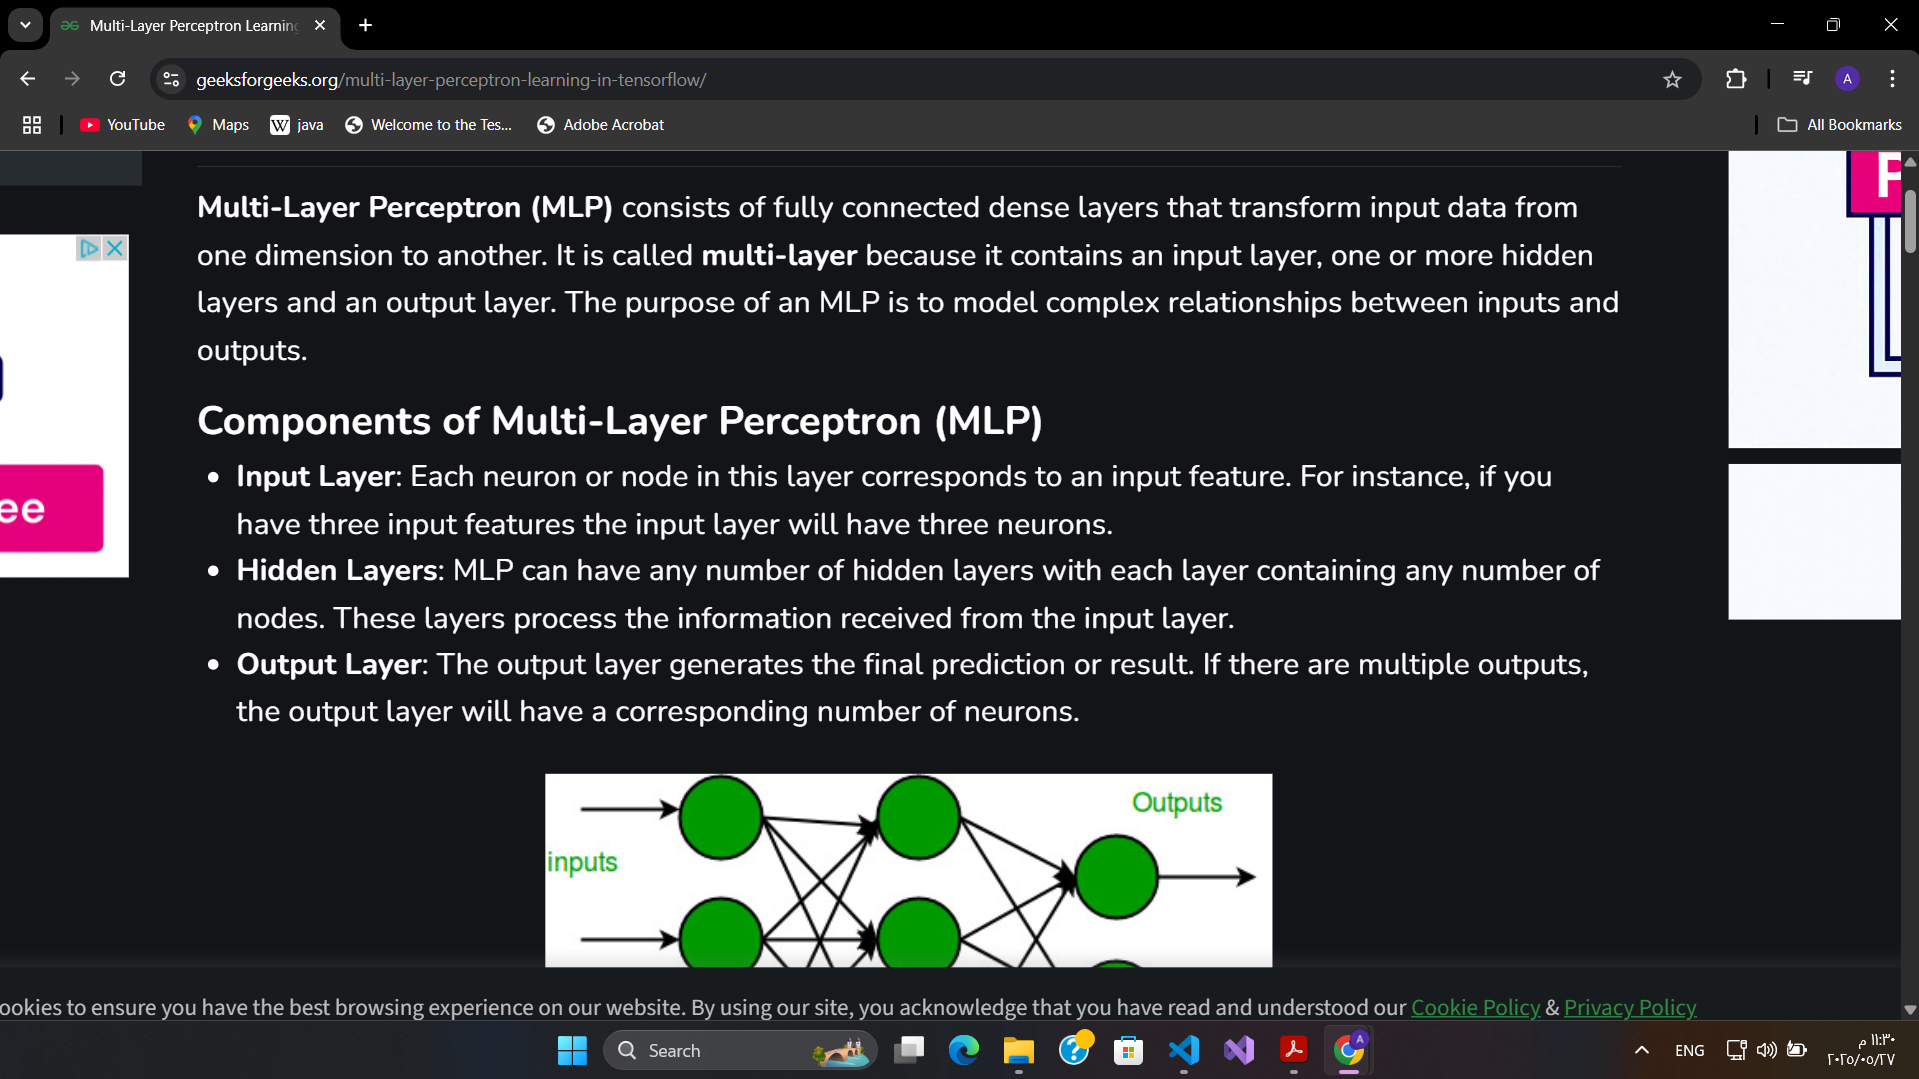 Multi-Layer Perceptron Learning
geeksforgeeks.org/multi-layer-perceptron-learning-in-tensorflow/
A
YouTube
Maps
W java
Welcome to the Tes...
Adobe Acrobat
All Bookmarks
Multi-Layer Perceptron (MLP) consists of fully connected dense layers that transform input data from
one dimension to another. It is called multi-layer because it contains an input layer, one or more hidden
layers and an output layer. The purpose of an MLP is to model complex relationships between inputs and
outputs.
Components of Multi-Layer Perceptron (MLP)
• Input Layer: Each neuron or node in this layer corresponds to an input feature. For instance, if you
have three input features the input layer will have three neurons.
• Hidden Layers: MLP can have any number of hidden layers with each layer containing any number of
nodes. These layers process the information received from the input layer.
• Output Layer: The output layer generates the final prediction or result. If there are multiple outputs,
the output layer will have a corresponding number of neurons.
ee
Outputs
inputs
ookies to ensure you have the best browsing experience on our website. By using our site, you acknowledge that you have read and understood our Cookie Policy & Privacy Policy
Search
A
ENG
١١:٣٠ م
٢٠٢٥/٠٥/٢٧